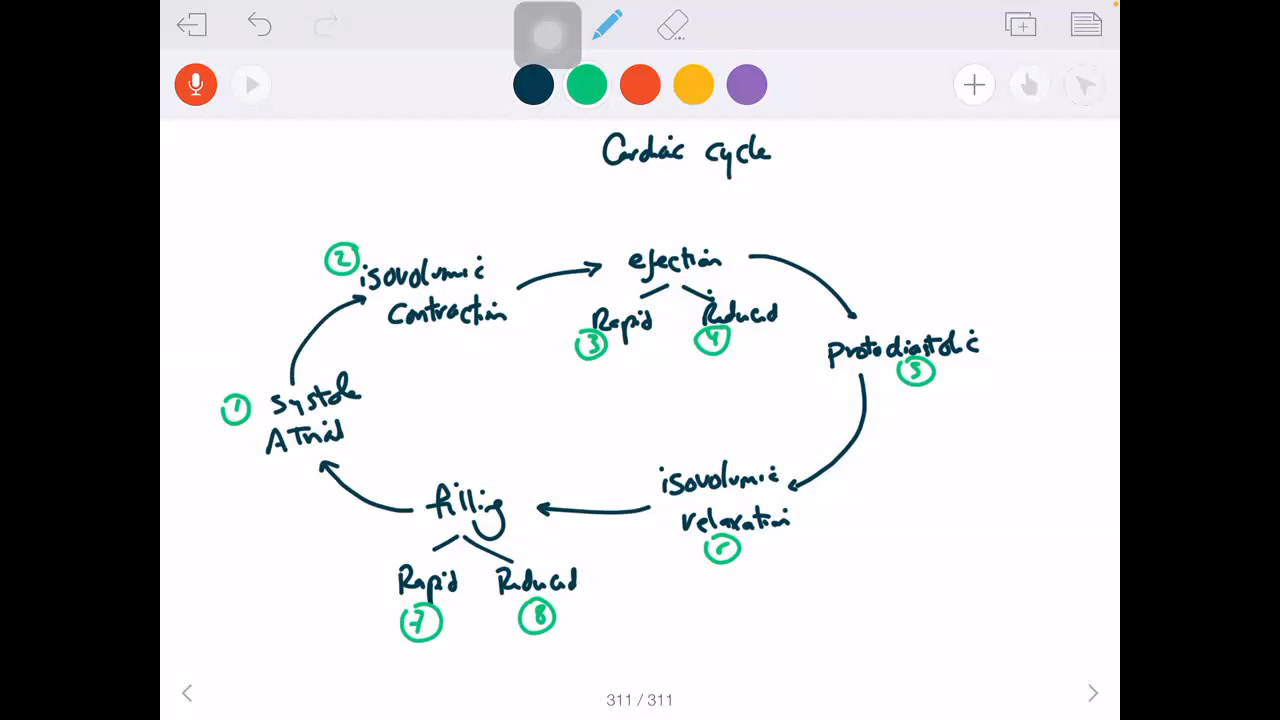 Cardiac cycle
2 isovolumic
contraction
ejection
Rapid Reduced
3 4
Protodiastolic
5
1 Systole
ATrial
isovolumic
relaxation
6
filling
Rapid Reduced
7 8
311 / 311